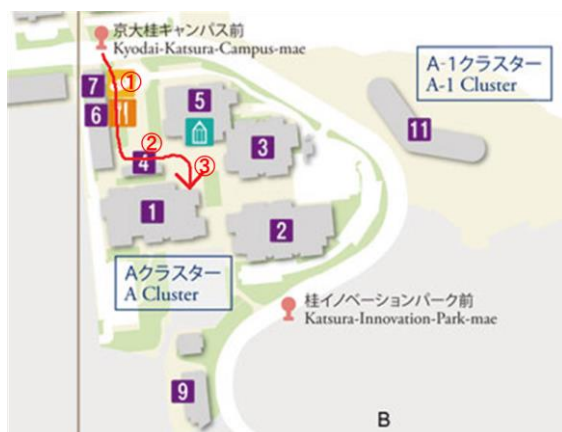 京大桂キャンパス前
Kyodai-Katsura-Campus-mae
A-1クラスター
A-1 Cluster
7
①
6
5
11
②
3
4
③
1
2
Aクラスター
A Cluster
桂イノベーションパーク前
Katsura-Innovation-Park-mae
9
B